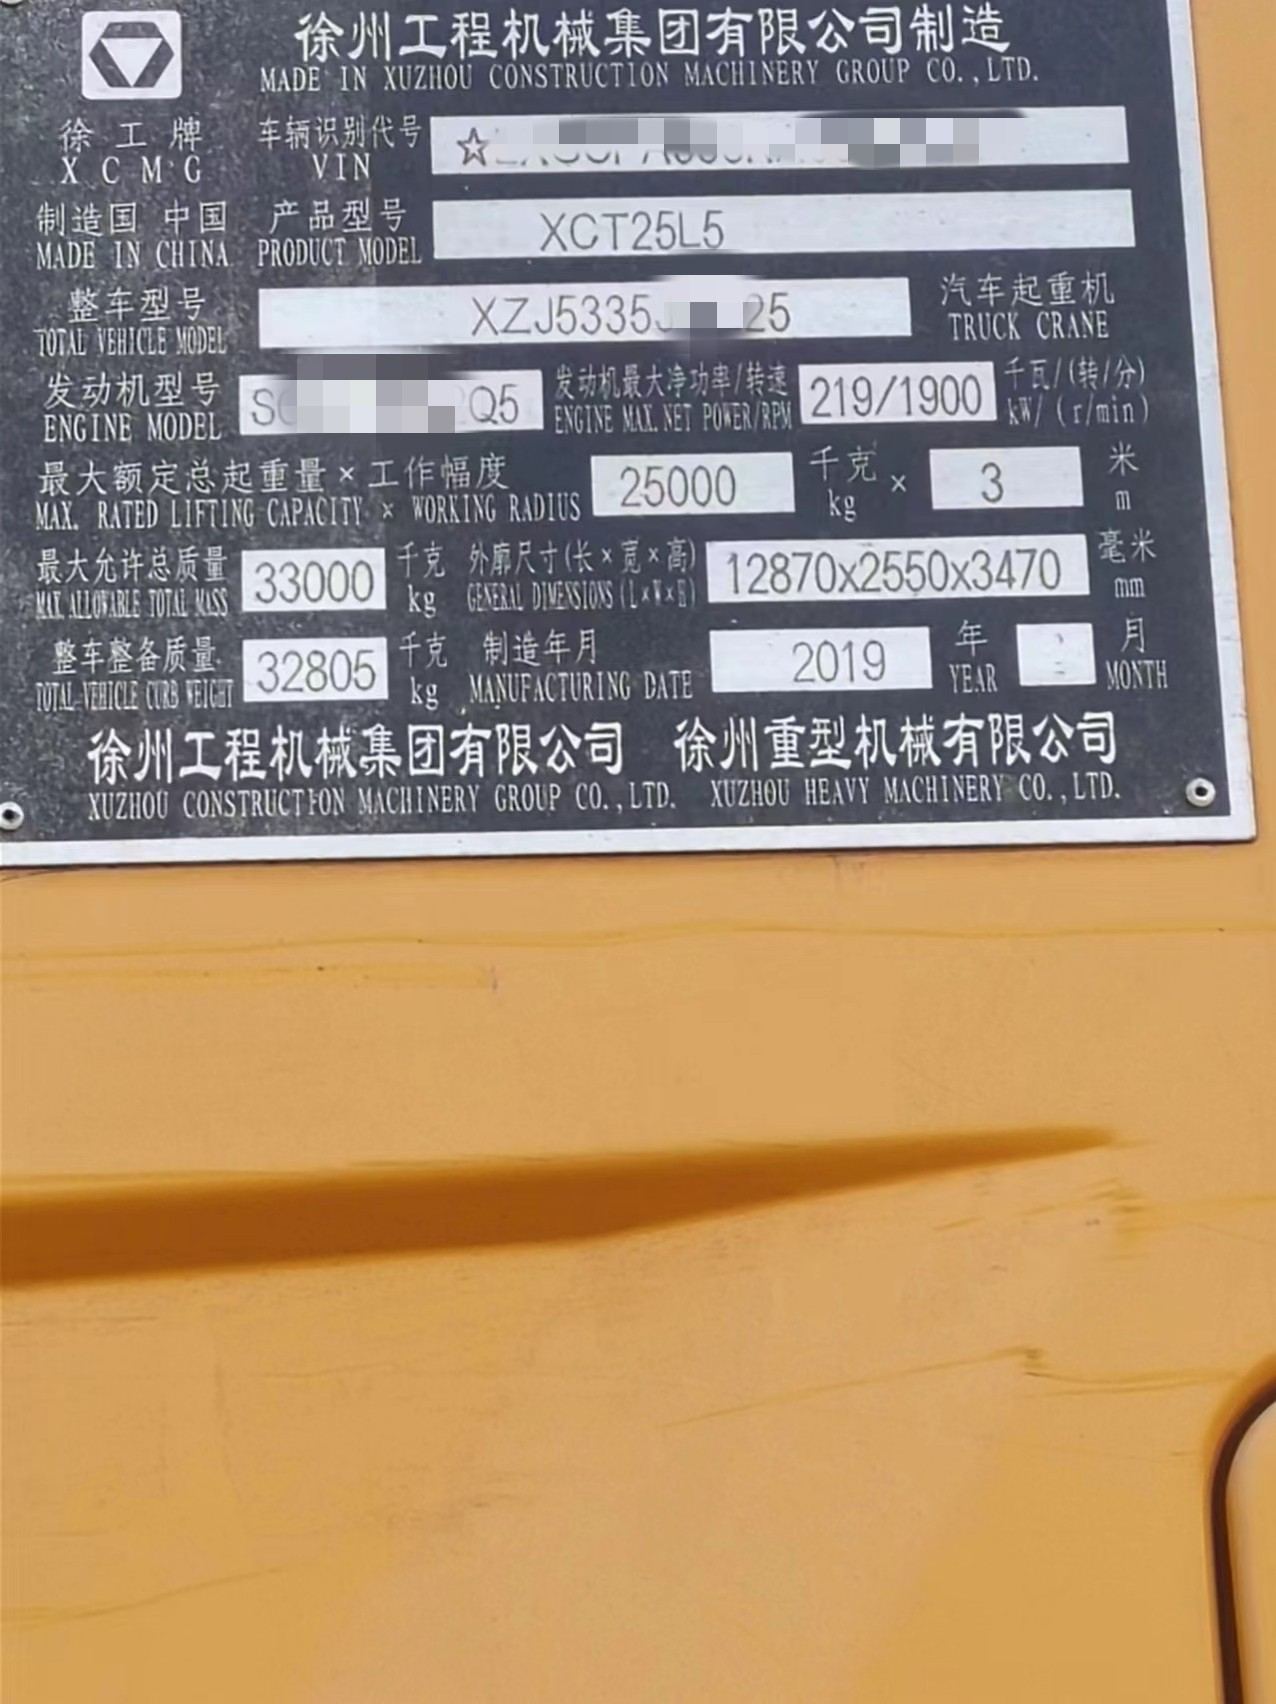 徐州工程机械集团有限公司制造
MADE IN XUZHOU CONSTRUCTION MACHINERY GROUP CO.,LTD.
徐工牌 车辆识别代号
XCMG VIN
制造国 中国 产品型号 XCT25L5
MADE IN CHINA PRODUCT MODEL
整车型号 XZJ5335 25 汽车起重机
TOTAL VEHICLE MODEL TRUCK CRANE
发动机型号 Q5 发动机最大净功率/转速 219/1900 千瓦/(转/分)
ENGINE MODEL ENGINE MAX.NET POWER/RPM kW/(r/min)
最大额定总起重量×工作幅度 25000 千克 × 3 米
MAX. RATED LIFTING CAPACITY × WORKING RADIUS kg m
最大允许总质量 33000 千克 外廓尺寸(长×宽×高) 12870x2550x3470 毫米
MAX.ALLOWABLE TOTAL MASS kg GENERAL DIMENSIONS(L×W×H) mm
整车整备质量 32805 千克 制造年月 2019 年 月
TOTAL VEHICLE CURB WEIGHT kg MANUFACTURING DATE YEAR MONTH
徐州工程机械集团有限公司 徐州重型机械有限公司
XUZHOU CONSTRUCTION MACHINERY GROUP CO.,LTD. XUZHOU HEAVY MACHINERY CO.,LTD.